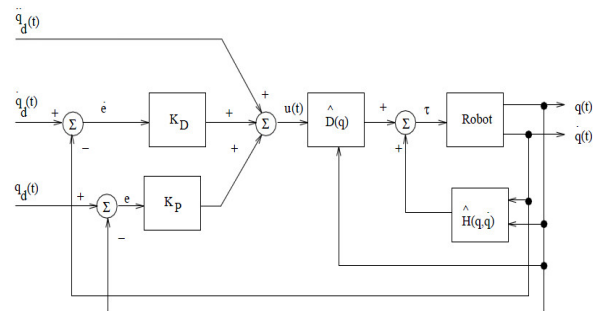 q̈d(t)
+
q̇d(t)
+
Σ
−
ė
KD
+
Σ
+
u(t)
^
D(q)
+
Σ
+
τ
Robot
q(t)
q̇(t)
qd(t)
+
Σ
−
e
KP
^
H(q,q̇)